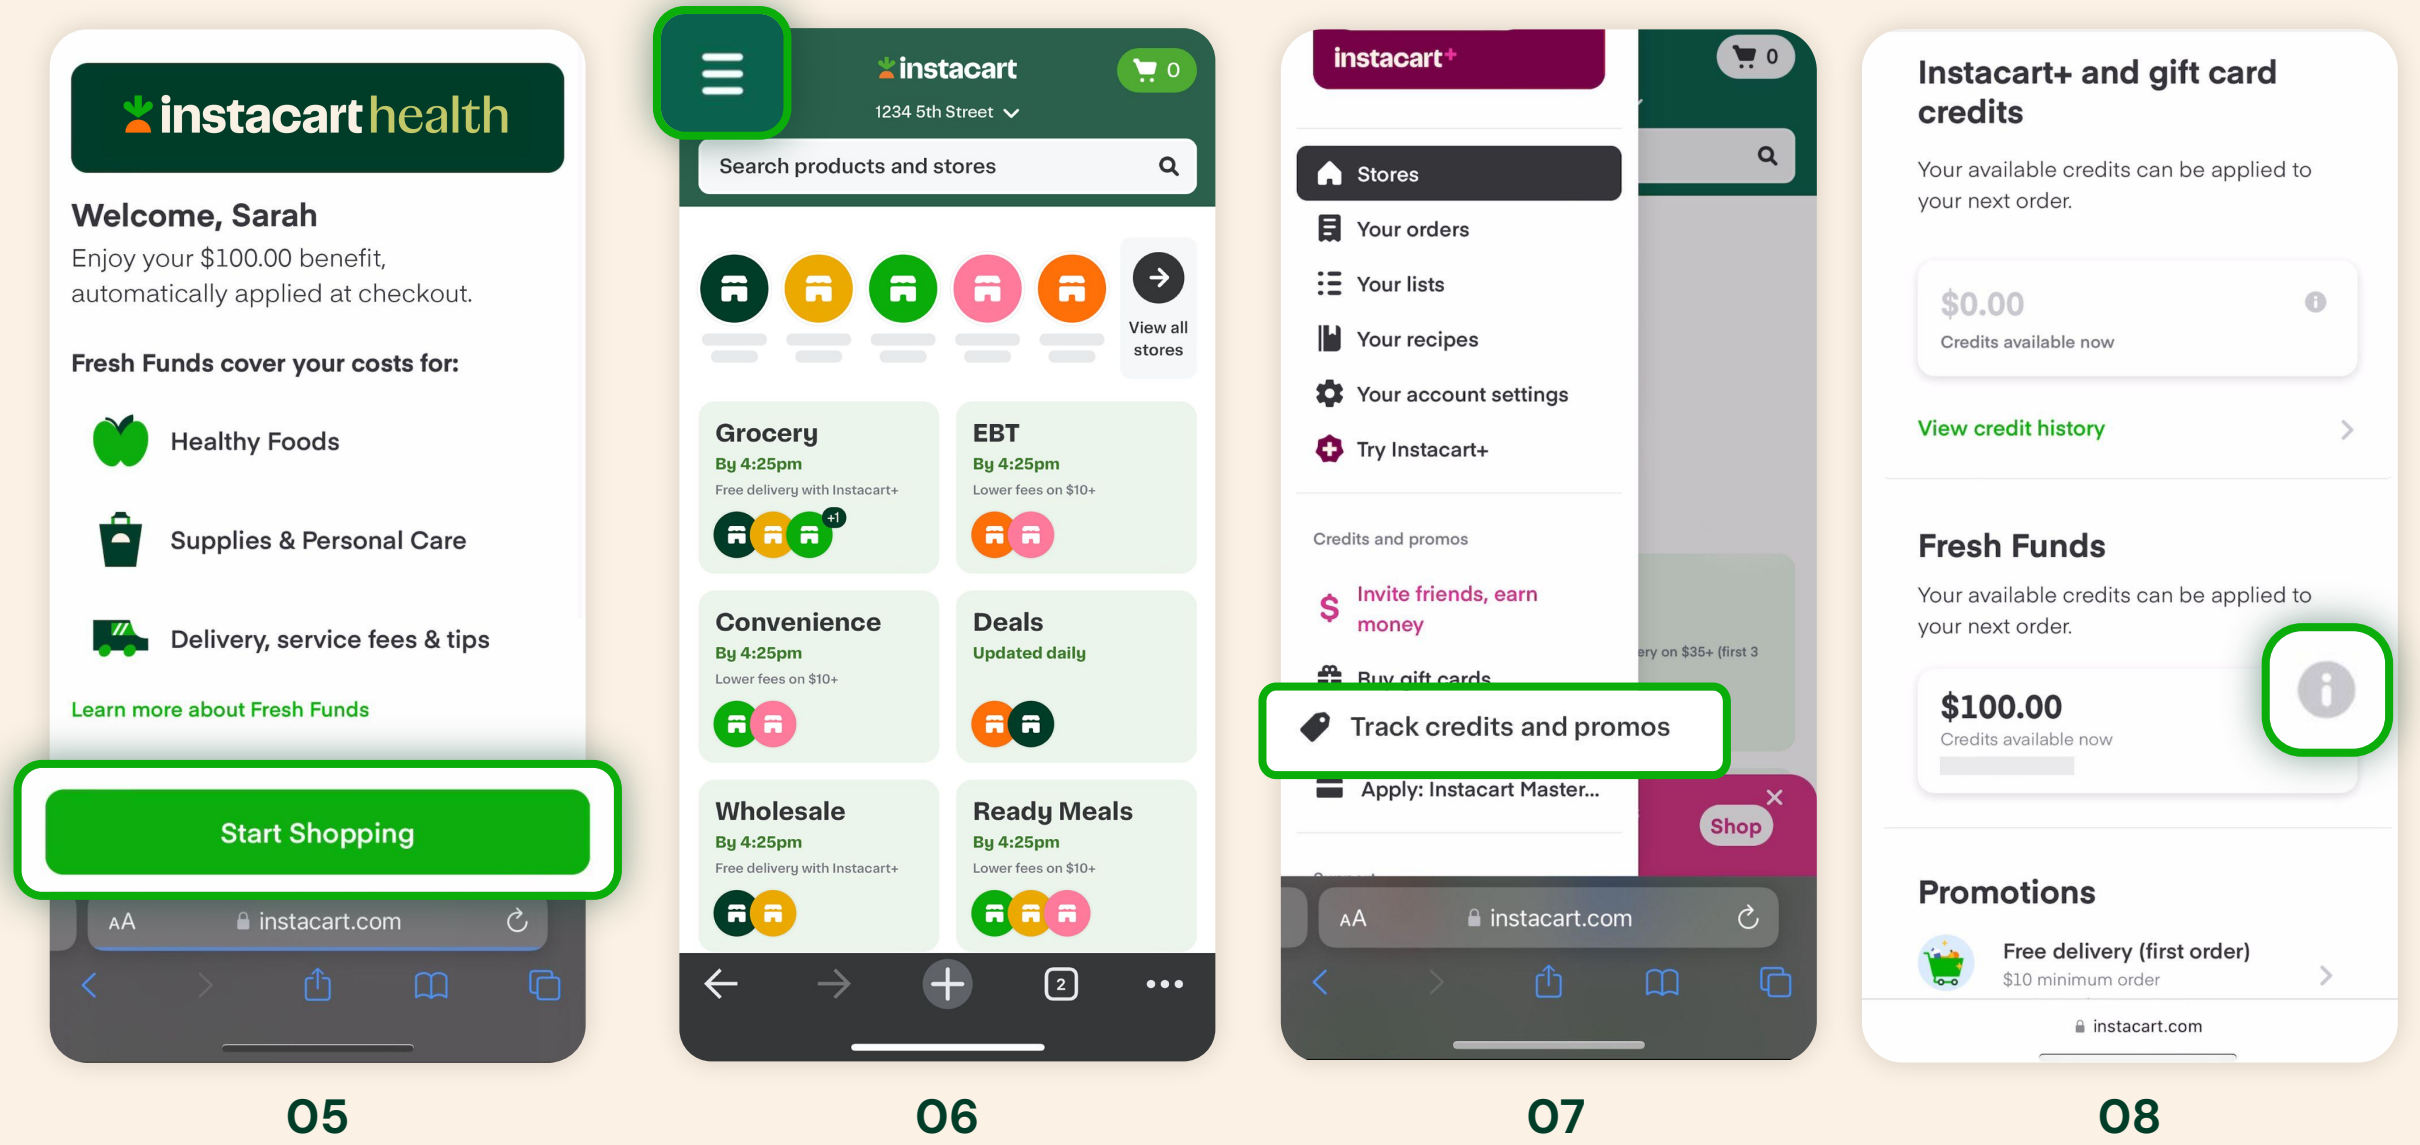 instacart health
Welcome, Sarah
Enjoy your $100.00 benefit,
automatically applied at checkout.
Fresh Funds cover your costs for:
Healthy Foods
Supplies & Personal Care
Delivery, service fees & tips
Learn more about Fresh Funds
Start Shopping
AA
instacart.com
05
instacart
0
1234 5th Street
Search products and stores
View all
stores
Grocery
By 4:25pm
Free delivery with Instacart+
+1
EBT
By 4:25pm
Lower fees on $10+
Convenience
By 4:25pm
Lower fees on $10+
Deals
Updated daily
Wholesale
By 4:25pm
Free delivery with Instacart+
Ready Meals
By 4:25pm
Lower fees on $10+
2
06
instacart+
0
Stores
Your orders
Your lists
Your recipes
Your account settings
Try Instacart+
Credits and promos
Invite friends, earn
money
Buy gift cards
ery on $35+ (first 3
Track credits and promos
Apply: Instacart Master...
Shop
AA
instacart.com
07
Instacart+ and gift card
credits
Your available credits can be applied to
your next order.
$0.00
Credits available now
View credit history
Fresh Funds
Your available credits can be applied to
your next order.
$100.00
Credits available now
Promotions
Free delivery (first order)
$10 minimum order
instacart.com
08